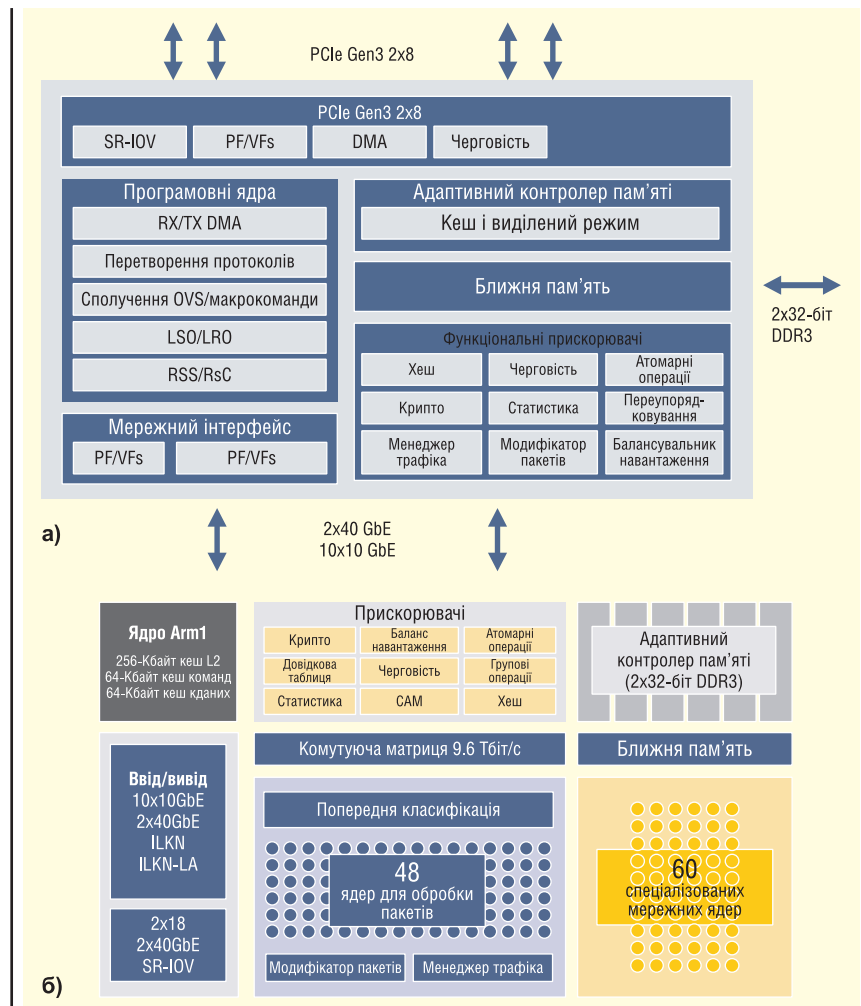 PCIe Gen3 2x8
PCIe Gen3 2x8
SR-IOV
PF/VFs
DMA
Черговість
Програмовні ядра
RX/TX DMA
Перетворення протоколів
Сполучення OVS/макрокоманди
LSO/LRO
RSS/RsC
Мережний інтерфейс
PF/VFs
PF/VFs
Адаптивний контролер пам’яті
Кеш і виділений режим
Ближня пам’ять
Функціональні прискорювачі
Хеш
Черговість
Атомарні
операції
Крипто
Статистика
Переупоряд-
ковування
Менеджер
трафіка
Модифікатор
пакетів
Балансувальник
навантаження
2x32-біт
DDR3
а)
2x40 GbE
10x10 GbE
Ядро Arm1
256-Кбайт кеш L2
64-Кбайт кеш команд
64-Кбайт кеш кданих
Прискорювачі
Крипто
Баланс
навантаження
Атомарні
операції
Довідкова
таблиця
Черговість
Групові
операції
Статистика
CAM
Хеш
Адаптивний
контролер пам’яті
(2x32-біт DDR3)
Ввід/вивід
10x10GbE
2x40GbE
ILKN
ILKN-LA
2x18
2x40GbE
SR-IOV
Комутуюча матриця 9.6 Тбіт/с
Попередня класифікація
48
ядер для обробки
пакетів
Модифікатор пакетів
Менеджер трафіка
Ближня пам’ять
60
спеціалізованих
мережних ядер
б)